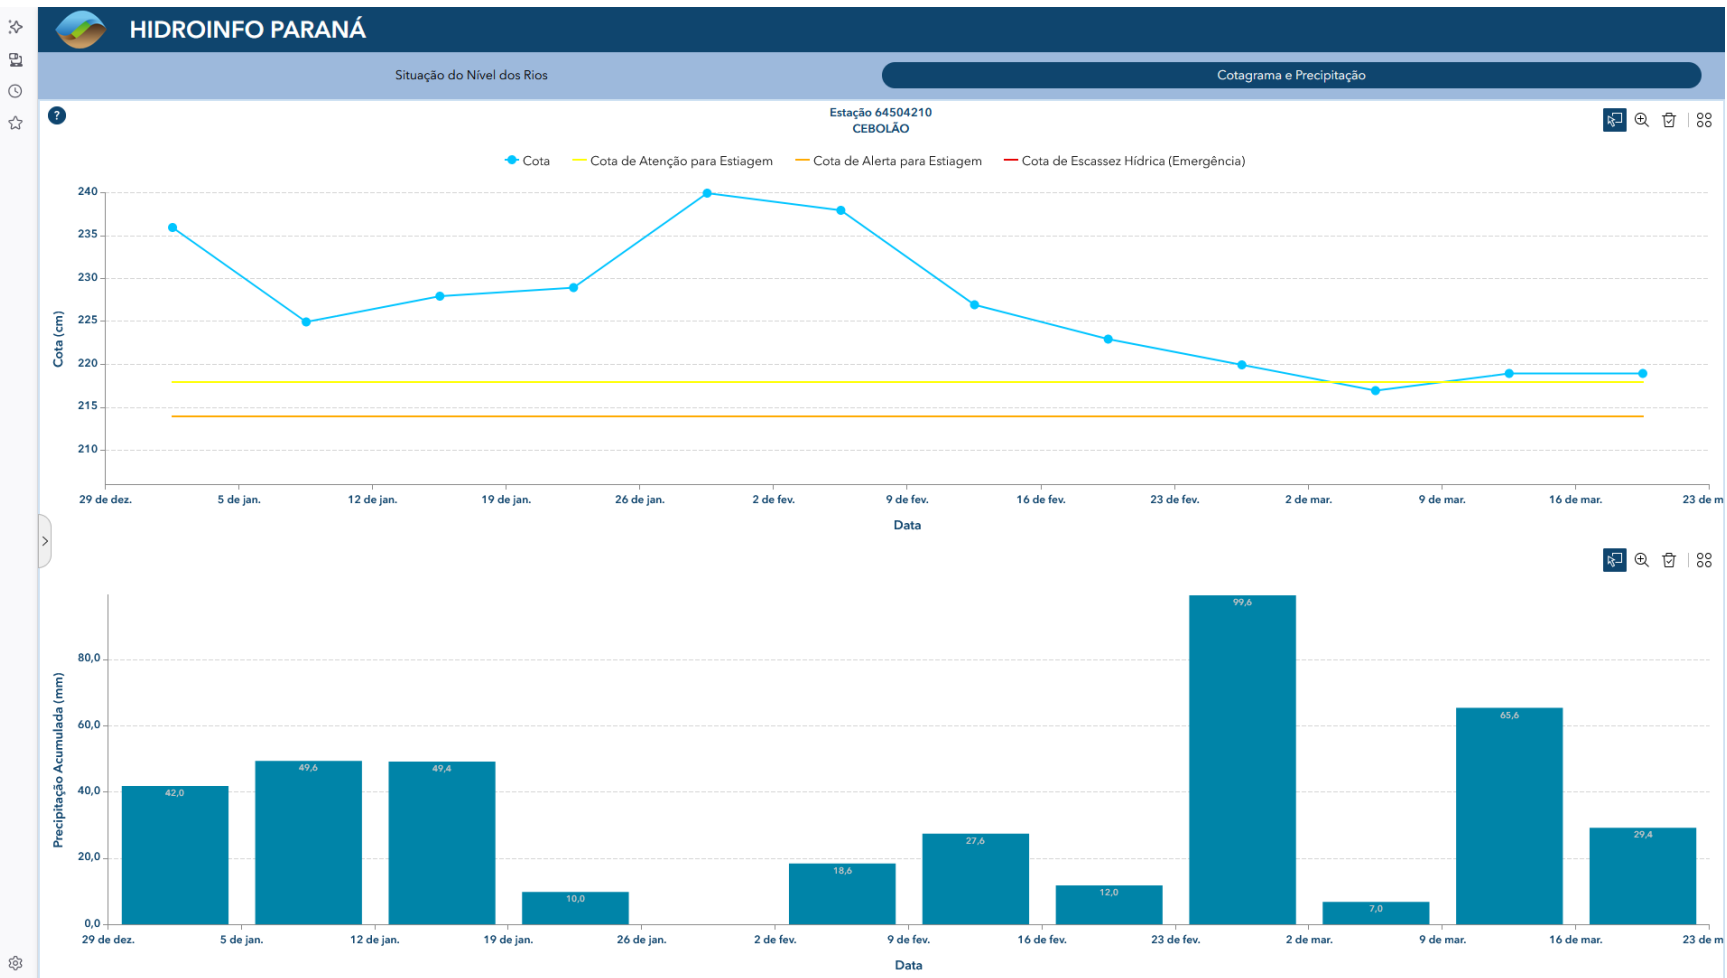 HIDROINFO PARANÁ
Situação do Nível dos Rios
Cotagrama e Precipitação
?
Estação 64504210
CEBOLÃO
Cota
Cota de Atenção para Estiagem
Cota de Alerta para Estiagem
Cota de Escassez Hídrica (Emergência)
Cota (cm)
240
235
230
225
220
215
210
29 de dez.
5 de jan.
12 de jan.
19 de jan.
26 de jan.
2 de fev.
9 de fev.
16 de fev.
23 de fev.
2 de mar.
9 de mar.
16 de mar.
23 de m
Data
Precipitação Acumulada (mm)
80,0
60,0
40,0
20,0
0,0
42,0
49,6
49,4
10,0
18,6
27,6
12,0
99,6
7,0
65,6
29,4
29 de dez.
5 de jan.
12 de jan.
19 de jan.
26 de jan.
2 de fev.
9 de fev.
16 de fev.
23 de fev.
2 de mar.
9 de mar.
16 de mar.
23 de m
Data